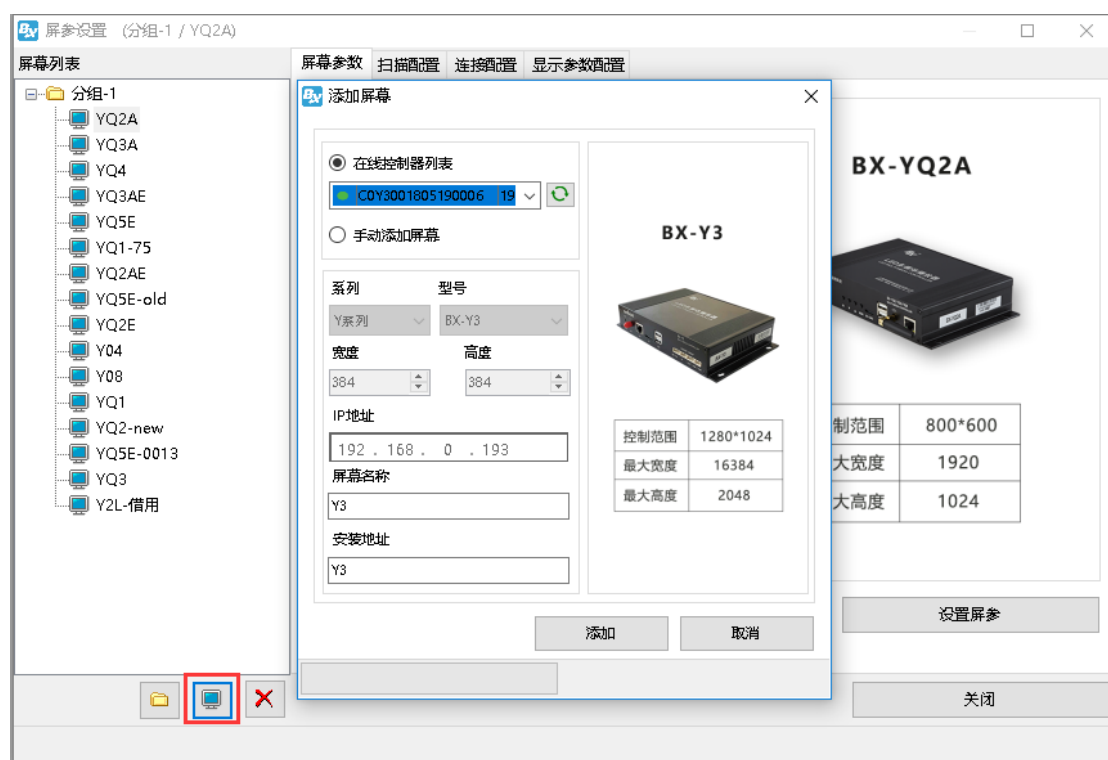 屏参设置 (分组-1 / YQ2A)
屏幕列表
屏幕参数 扫描配置 连接配置 显示参数配置
分组-1
YQ2A
YQ3A
YQ4
YQ3AE
YQ5E
YQ1-75
YQ2AE
YQ5E-old
YQ2E
Y04
Y08
YQ1
YQ2-new
YQ5E-0013
YQ3
Y2L-借用
添加屏幕
在线控制器列表
C0Y3001805190006 19
手动添加屏幕
系列 型号
Y系列 BX-Y3
宽度 高度
384 384
IP地址
192 . 168 . 0 . 193
屏幕名称
Y3
安装地址
Y3
BX-Y3
控制范围 1280*1024
最大宽度 16384
最大高度 2048
添加 取消
BX-YQ2A
制范围 800*600
大宽度 1920
大高度 1024
设置屏参
关闭